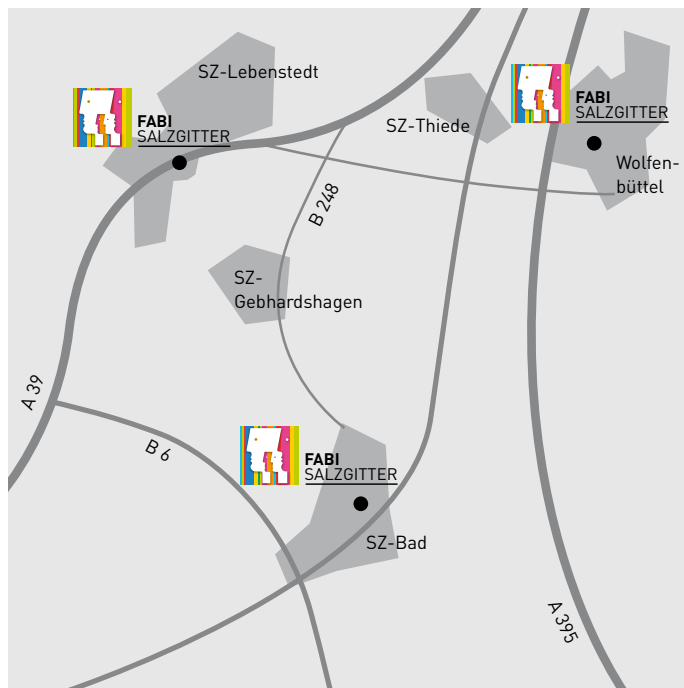 SZ-Lebenstedt
FABI
SALZGITTER
SZ-Thiede
FABI
SALZGITTER
Wolfen-
büttel
B 248
SZ-
Gebhardshagen
A 39
B 6
FABI
SALZGITTER
SZ-Bad
A 395